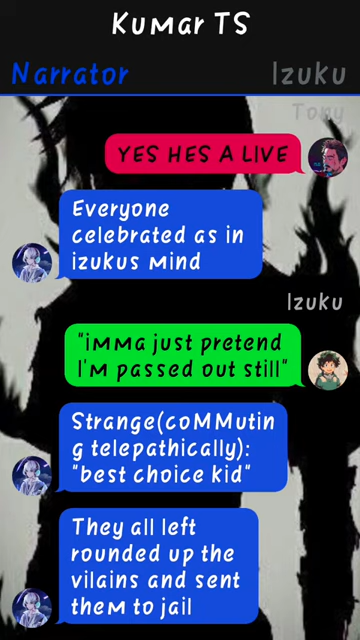 Kumar TS
Narrator
Izuku
Tony
YES HES A LIVE
Everyone
celebrated as in
izukus mind
Izuku
"imma just pretend
I'm passed out still"
Strange(commutin
g telepathically):
"best choice kid"
They all left
rounded up the
vilains and sent
them to jail